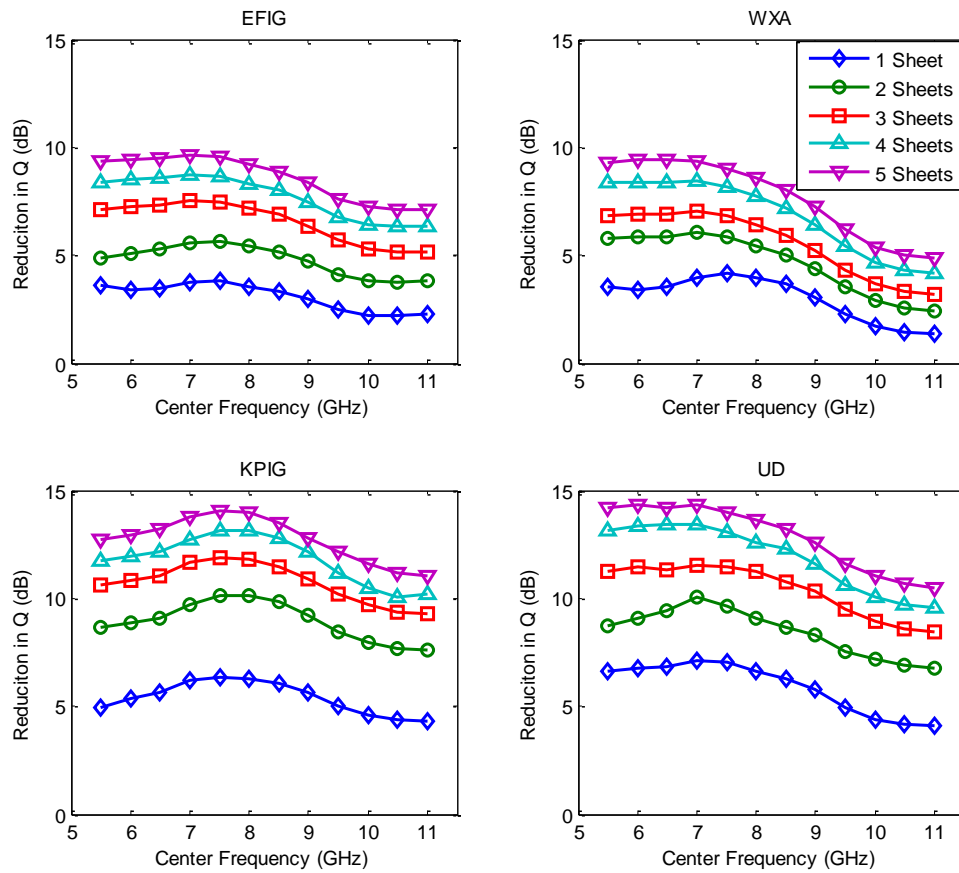 EFIG
15
10
5
0
Reduciton in Q (dB)
5 6 7 8 9 10 11
Center Frequency (GHz)
WXA
15
10
5
0
Reduciton in Q (dB)
5 6 7 8 9 10 11
Center Frequency (GHz)
1 Sheet
2 Sheets
3 Sheets
4 Sheets
5 Sheets
KPIG
15
10
5
0
Reduciton in Q (dB)
5 6 7 8 9 10 11
Center Frequency (GHz)
UD
15
10
5
0
Reduciton in Q (dB)
5 6 7 8 9 10 11
Center Frequency (GHz)